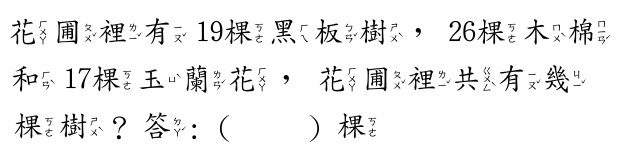 花圃裡有19棵黑板樹，26棵木棉
和17棵玉蘭花，花圃裡共有幾
棵樹？答：（　　）棵